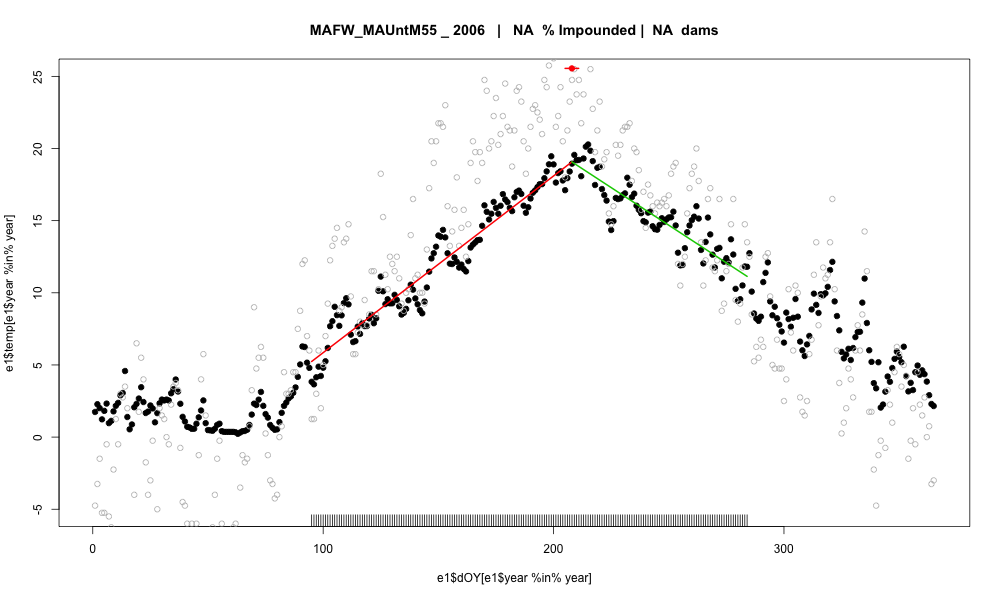 MAFW_MAUntM55 _ 2006 | NA % Impounded | NA dams
e1$temp[e1$year %in% year]
25
20
15
10
5
0
-5
0 100 200 300
e1$dOY[e1$year %in% year]